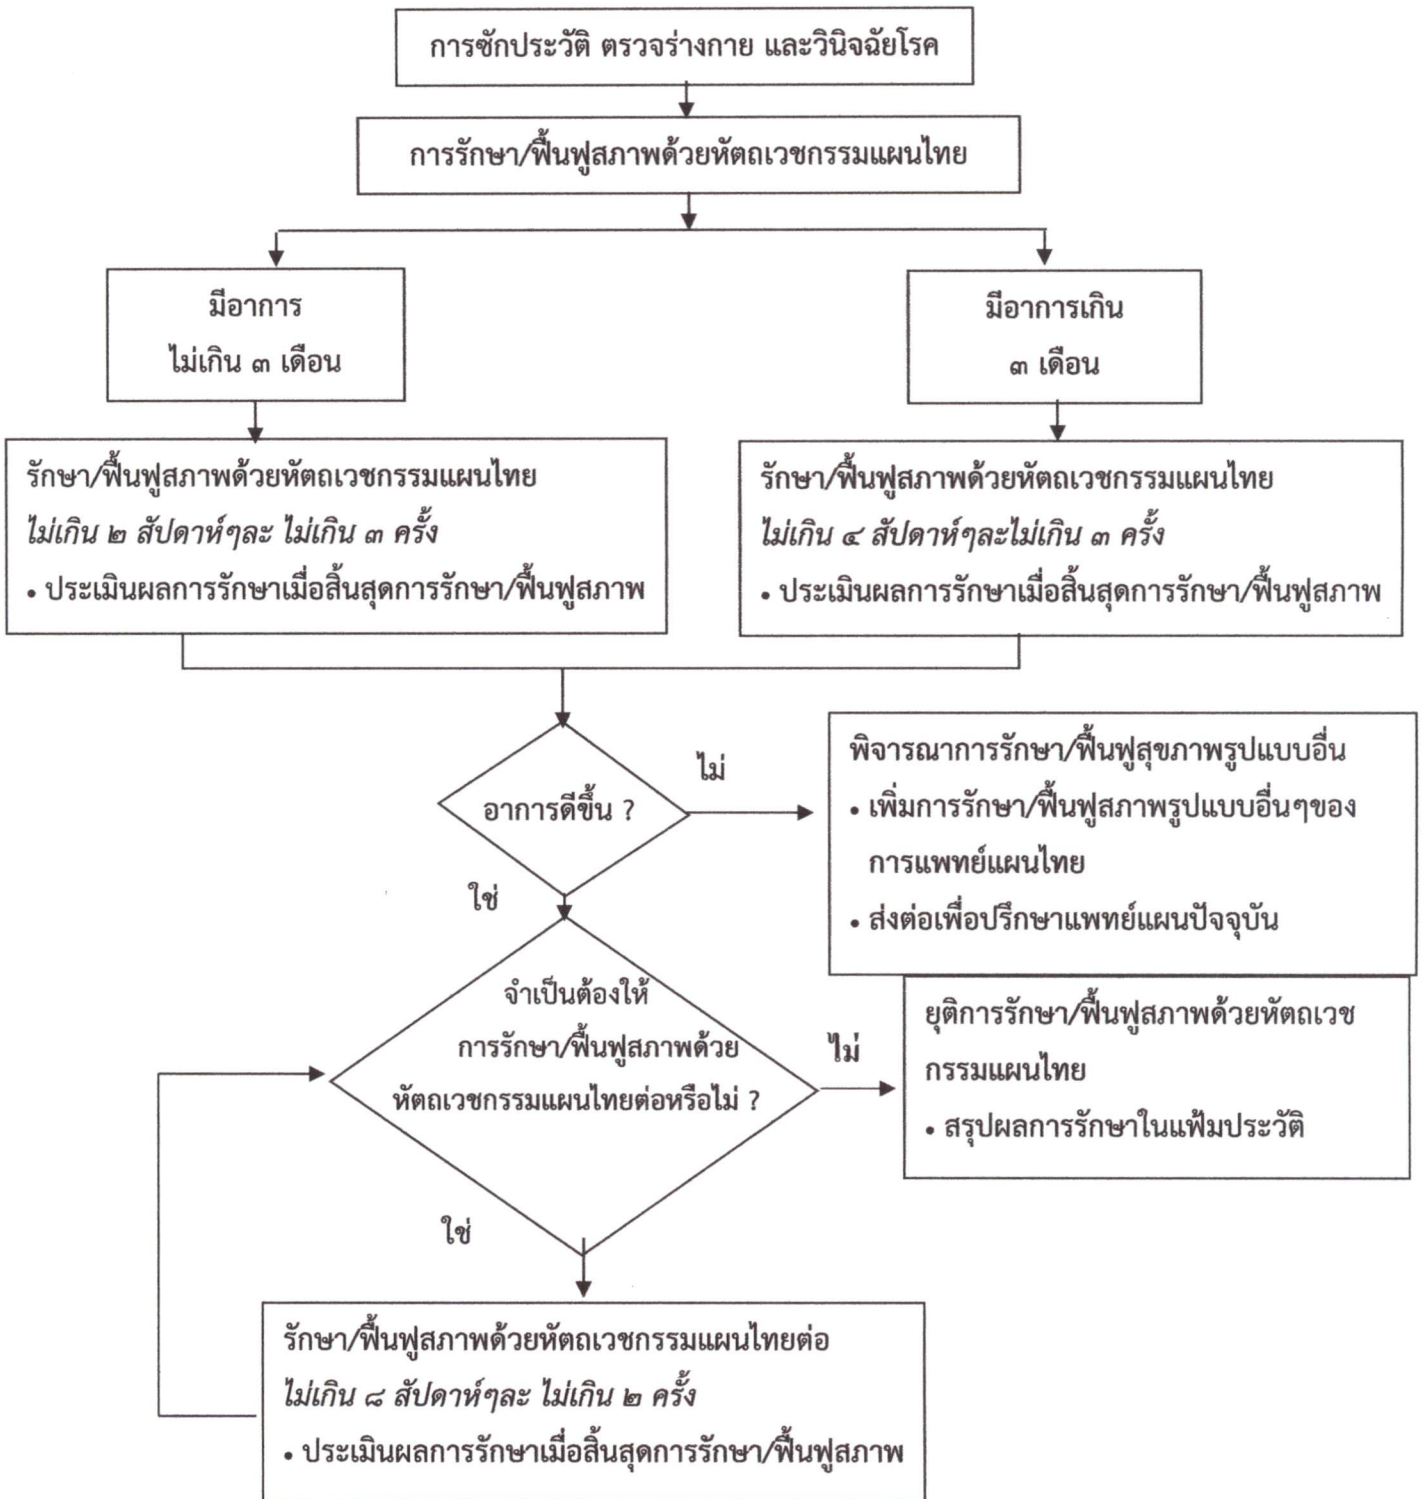 การซักประวัติ ตรวจร่างกาย และวินิจฉัยโรค
การรักษา/ฟื้นฟูสภาพด้วยหัตถเวชกรรมแผนไทย
มีอาการ
ไม่เกิน ๓ เดือน
มีอาการเกิน
๓ เดือน
รักษา/ฟื้นฟูสภาพด้วยหัตถเวชกรรมแผนไทย
ไม่เกิน ๒ สัปดาห์ๆละ ไม่เกิน ๓ ครั้ง
• ประเมินผลการรักษาเมื่อสิ้นสุดการรักษา/ฟื้นฟูสภาพ
รักษา/ฟื้นฟูสภาพด้วยหัตถเวชกรรมแผนไทย
ไม่เกิน ๔ สัปดาห์ๆละไม่เกิน ๓ ครั้ง
• ประเมินผลการรักษาเมื่อสิ้นสุดการรักษา/ฟื้นฟูสภาพ
อาการดีขึ้น ?
ไม่
พิจารณาการรักษา/ฟื้นฟูสุขภาพรูปแบบอื่น
• เพิ่มการรักษา/ฟื้นฟูสภาพรูปแบบอื่นๆของ
การแพทย์แผนไทย
• ส่งต่อเพื่อปรึกษาแพทย์แผนปัจจุบัน
ใช่
จำเป็นต้องให้
การรักษา/ฟื้นฟูสภาพด้วย
หัตถเวชกรรมแผนไทยต่อหรือไม่ ?
ไม่
ยุติการรักษา/ฟื้นฟูสภาพด้วยหัตถเวช
กรรมแผนไทย
• สรุปผลการรักษาในแฟ้มประวัติ
ใช่
รักษา/ฟื้นฟูสภาพด้วยหัตถเวชกรรมแผนไทยต่อ
ไม่เกิน ๘ สัปดาห์ๆละ ไม่เกิน ๒ ครั้ง
• ประเมินผลการรักษาเมื่อสิ้นสุดการรักษา/ฟื้นฟูสภาพ